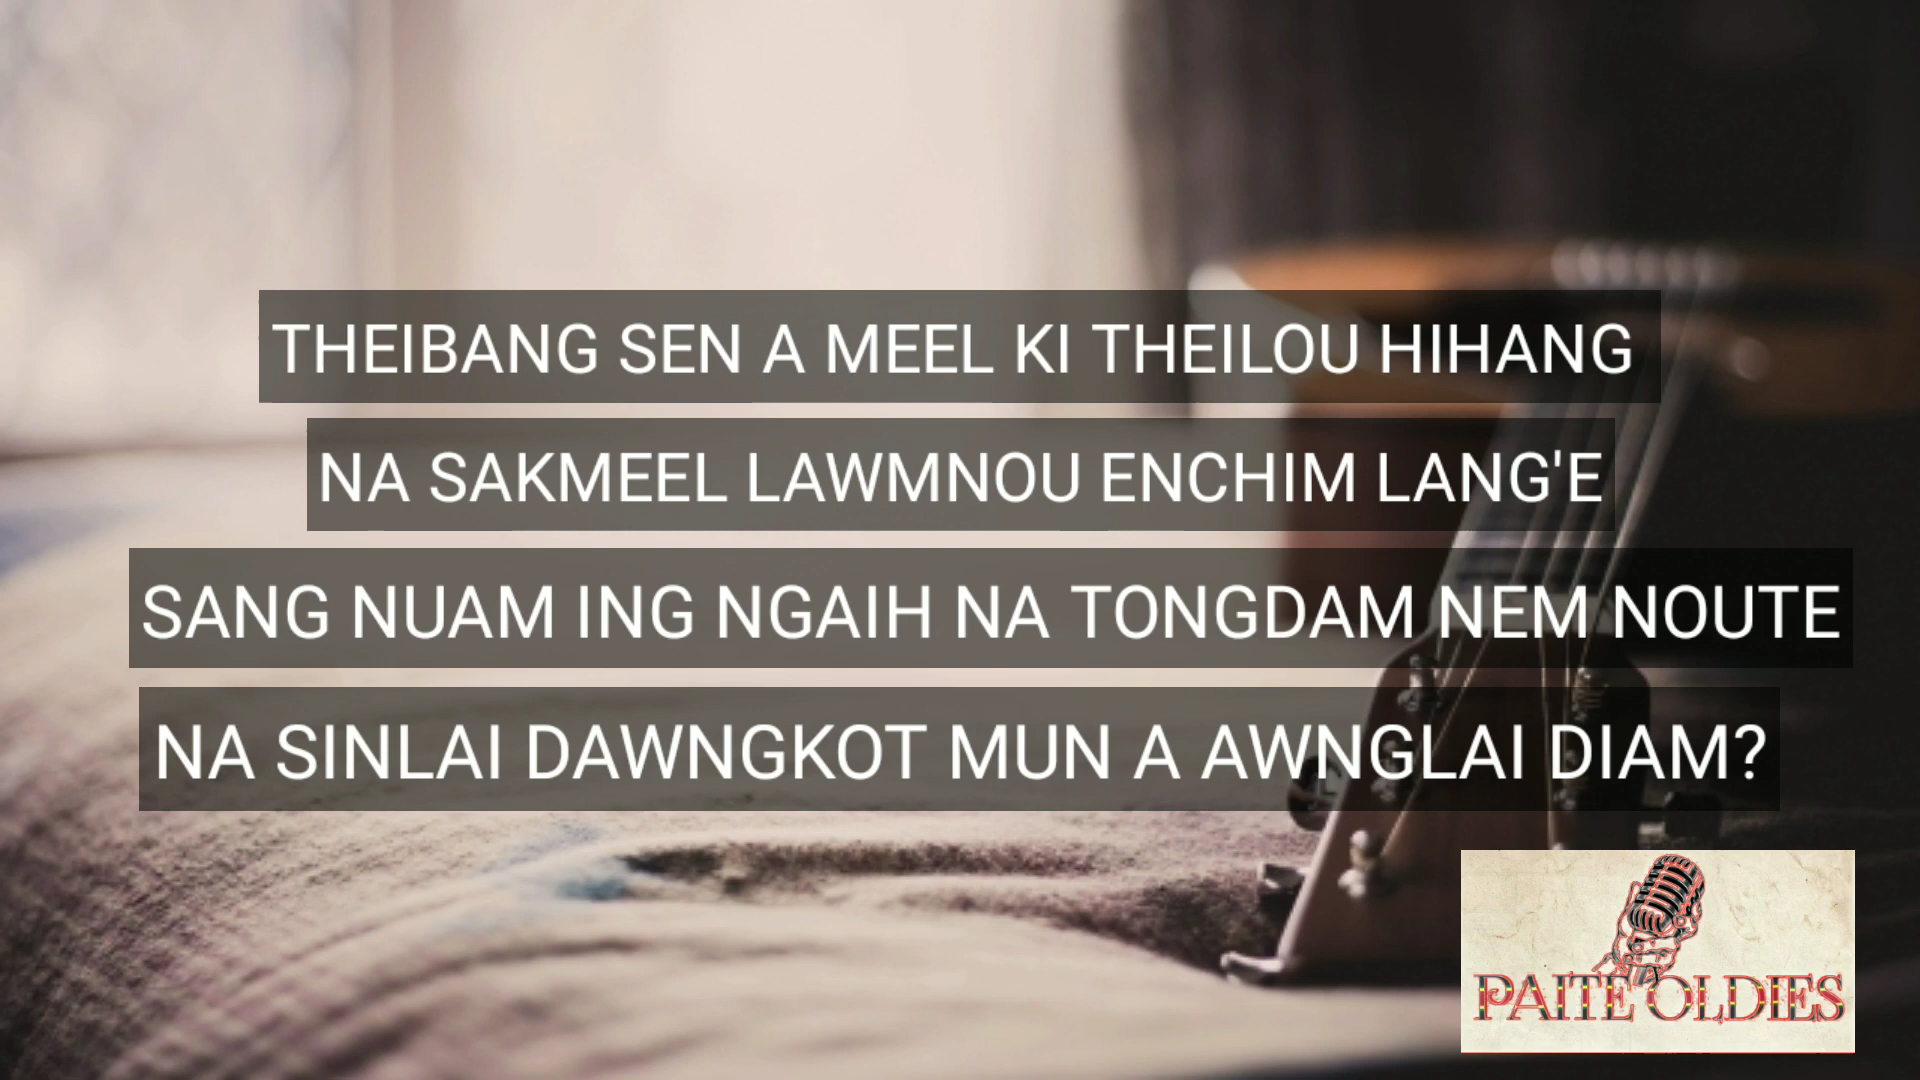 THEIBANG SEN A MEEL KI THEILOU HIHANG
NA SAKMEEL LAWMNOU ENCHIM LANG'E
SANG NUAM ING NGAIH NA TONGDAM NEM NOUTE
NA SINLAI DAWNGKOT MUN A AWNGLAI DIAM?
PAITE OLDIES